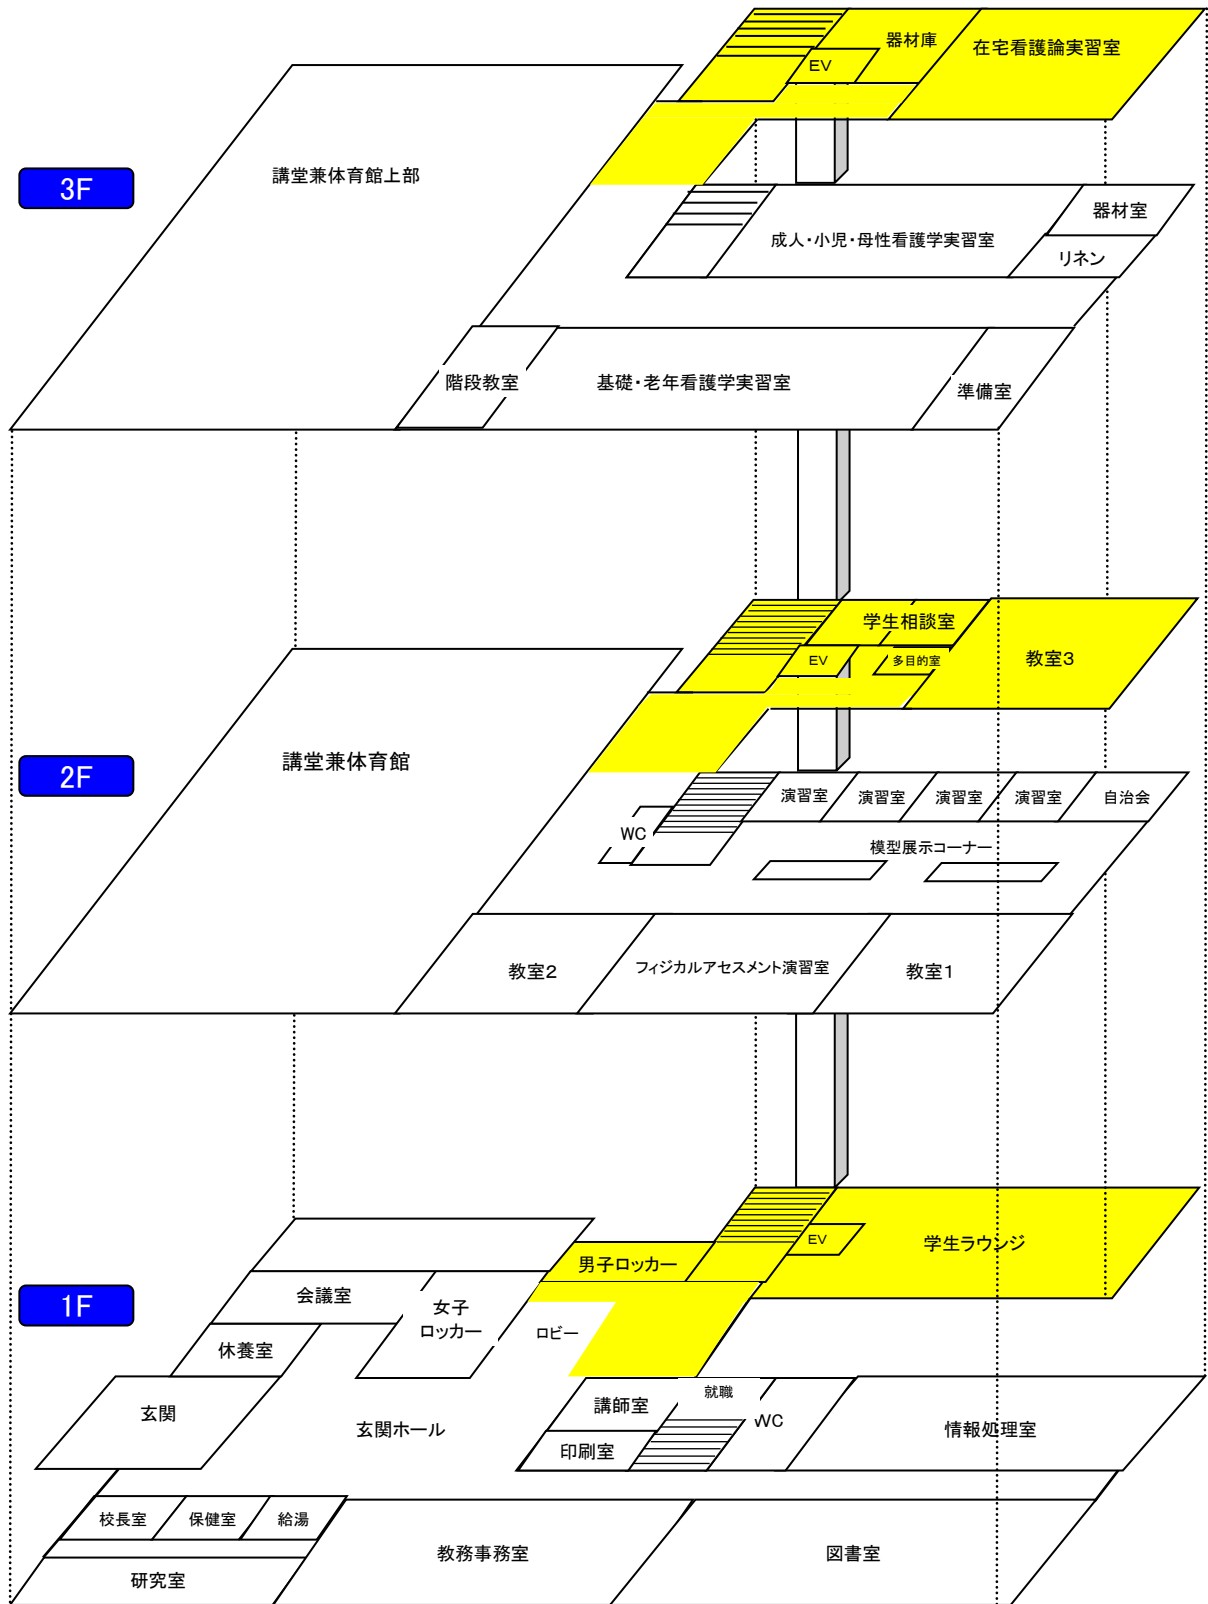 器材庫
在宅看護論実習室
EV
3F
講堂兼体育館上部
器材室
成人・小児・母性看護学実習室
リネン
階段教室
基礎・老年看護学実習室
準備室
学生相談室
EV
多目的室
教室3
2F
講堂兼体育館
演習室
演習室
演習室
演習室
自治会
WC
模型展示コーナー
教室2
フィジカルアセスメント演習室
教室1
EV
学生ラウンジ
男子ロッカー
1F
会議室
女子
ロッカー
ロビー
休養室
玄関
玄関ホール
講師室
就職
WC
情報処理室
印刷室
校長室
保健室
給湯
教務事務室
図書室
研究室